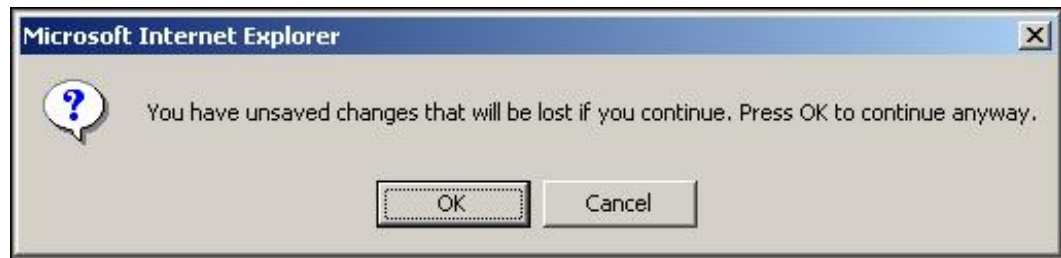 Microsoft Internet Explorer
You have unsaved changes that will be lost if you continue. Press OK to continue anyway.
OK
Cancel